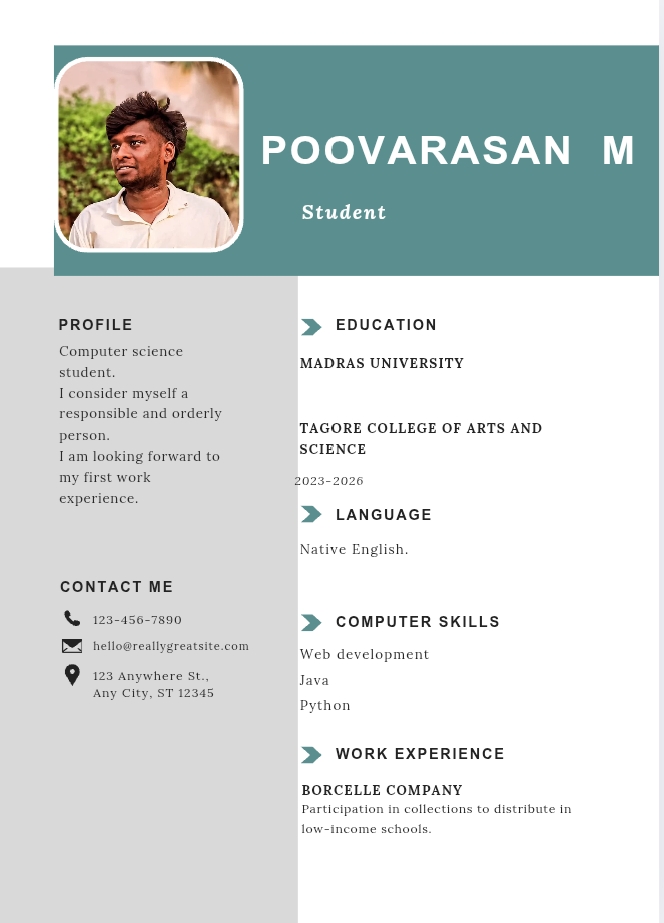 POOVARASAN M
Student
PROFILE
Computer science
student.
I consider myself a
responsible and orderly
person.
I am looking forward to
my first work
experience.
CONTACT ME
123-456-7890
hello@reallygreatsite.com
123 Anywhere St.,
Any City, ST 12345
EDUCATION
MADRAS UNIVERSITY
TAGORE COLLEGE OF ARTS AND
SCIENCE
2023-2026
LANGUAGE
Native English.
COMPUTER SKILLS
Web development
Java
Python
WORK EXPERIENCE
BORCELLE COMPANY
Participation in collections to distribute in
low-income schools.